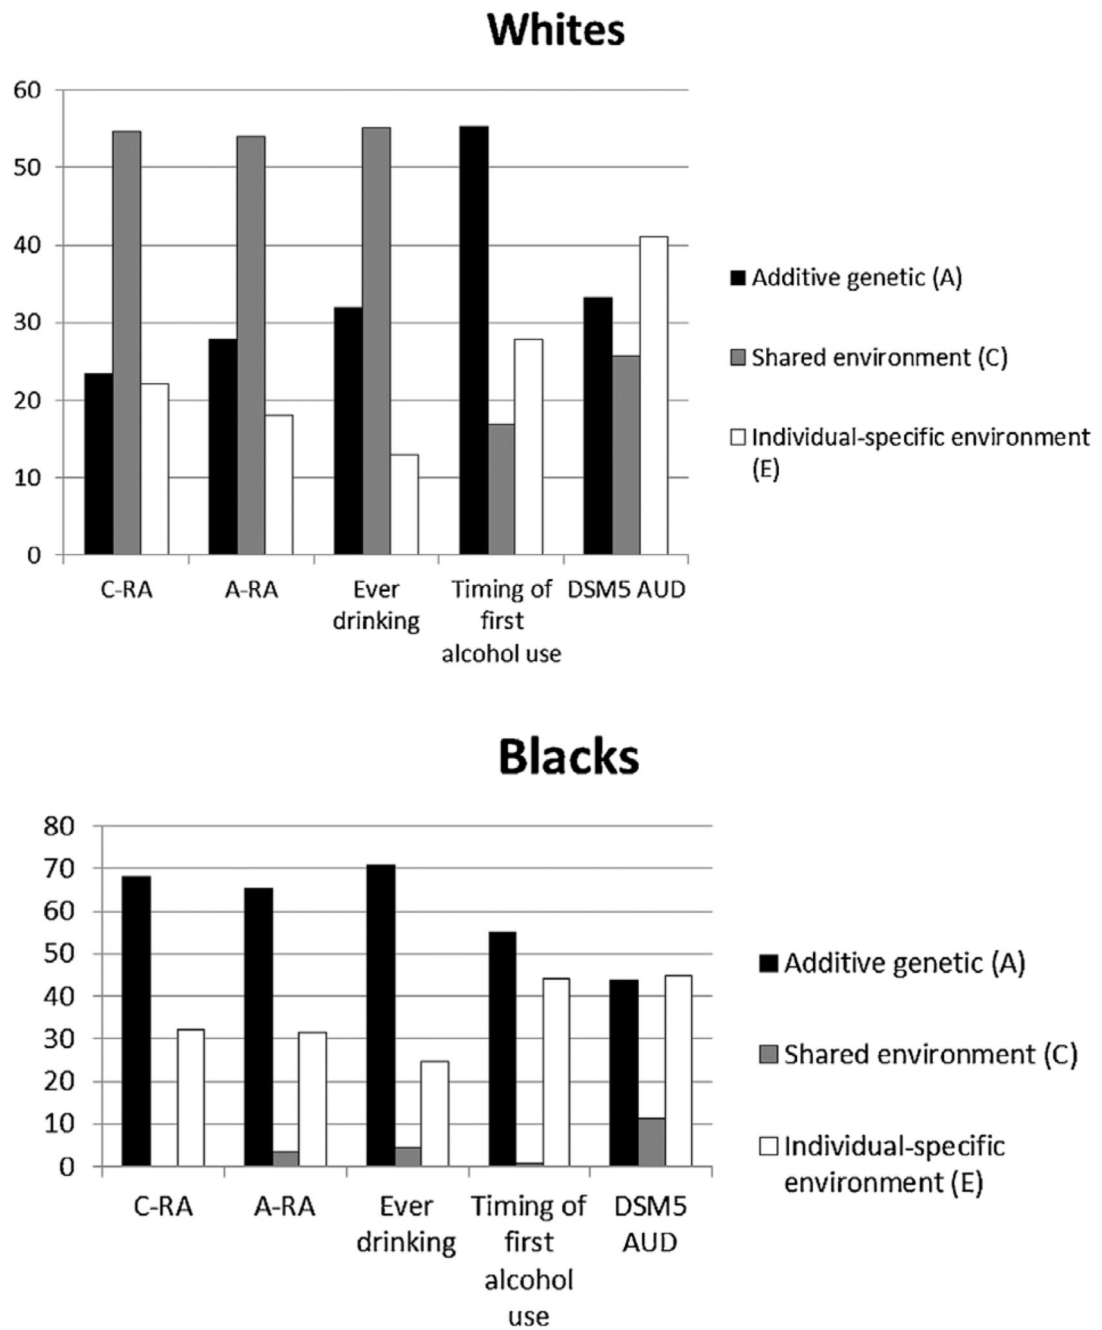 Whites
60
50
40
30
20
10
0
C-RA
A-RA
Ever
drinking
Timing of
first
alcohol use
DSM5 AUD
Additive genetic (A)
Shared environment (C)
Individual-specific environment
(E)
Blacks
80
70
60
50
40
30
20
10
0
C-RA
A-RA
Ever
drinking
Timing of
first
alcohol
use
DSM5
AUD
Additive genetic (A)
Shared environment (C)
Individual-specific
environment (E)